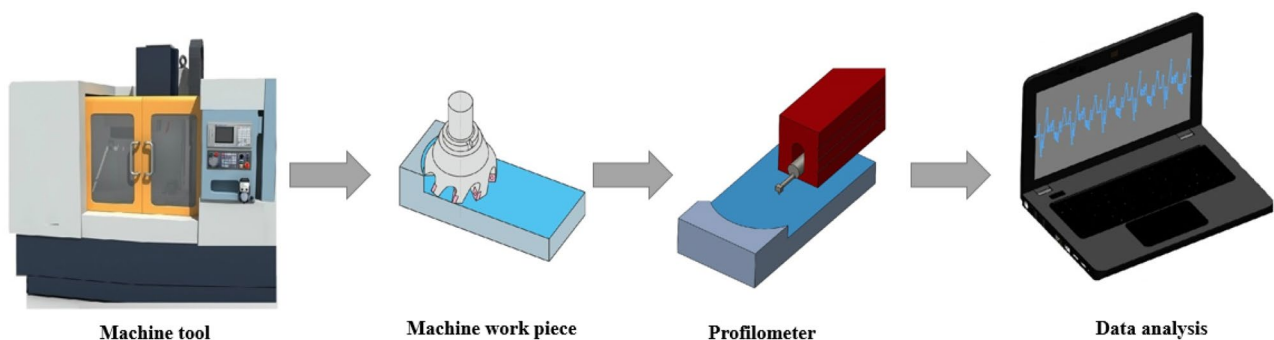 Machine tool
Machine work piece
Profilometer
Data analysis